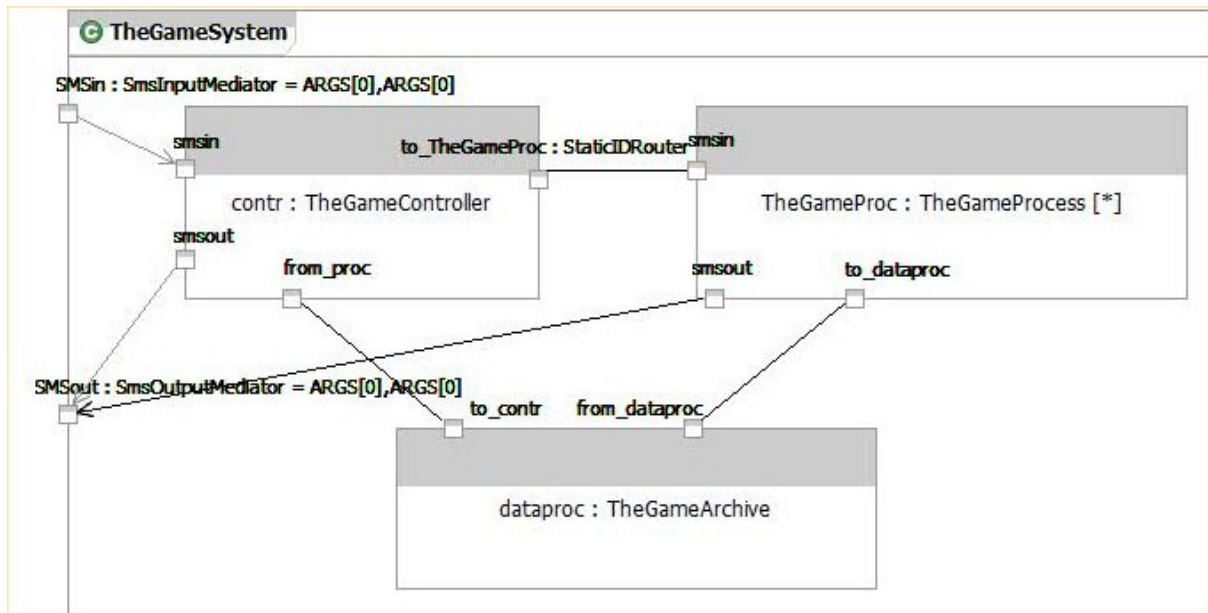 TheGameSystem
SMSin : SmsInputMediator = ARGS[0],ARGS[0]
smsin
to_TheGameProc : StaticIDRouter
smsin
contr : TheGameController
TheGameProc : TheGameProcess [*]
smsout
from_proc
smsout
to_dataproc
SMSout : SmsOutputMediator = ARGS[0],ARGS[0]
to_contr
from_dataproc
dataproc : TheGameArchive